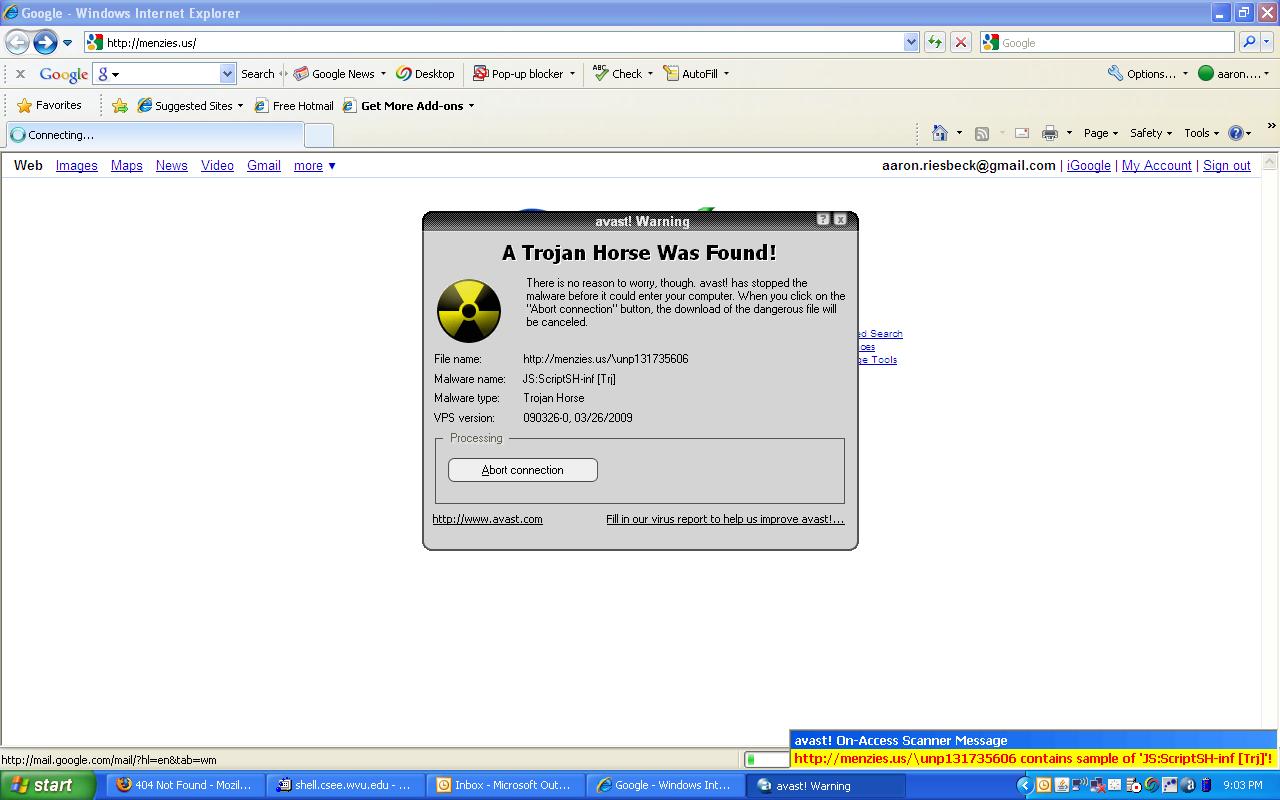 Google - Windows Internet Explorer
http://menzies.us/
Google
Google
Search
Google News
Desktop
Pop-up blocker
ABC
Check
AutoFill
Options...
aaron....
Favorites
Suggested Sites
Free Hotmail
Get More Add-ons
Connecting...
Page
Safety
Tools
Web Images Maps News Video Gmail more ▼
aaron.riesbeck@gmail.com | iGoogle | My Account | Sign out
avast! Warning
A Trojan Horse Was Found!
There is no reason to worry, though. avast! has stopped the
malware before it could enter your computer. When you click on the
"Abort connection" button, the download of the dangerous file will
be canceled.
ed Search
ge Tools
File name: http://menzies.us/\unp131735606
Malware name: JS:ScriptSH-inf [Trj]
Malware type: Trojan Horse
VPS version: 090326-0, 03/26/2009
Processing
Abort connection
http://www.avast.com
Fill in our virus report to help us improve avast!...
avast! On-Access Scanner Message
http://menzies.us/\unp131735606 contains sample of 'JS:ScriptSH-inf [Trj]'!
http://mail.google.com/mail/?hl=en&tab=wm
start
404 Not Found - Mozil...
shell.csee.wvu.edu - ...
Inbox - Microsoft Out...
Google - Windows Int...
avast! Warning
9:03 PM